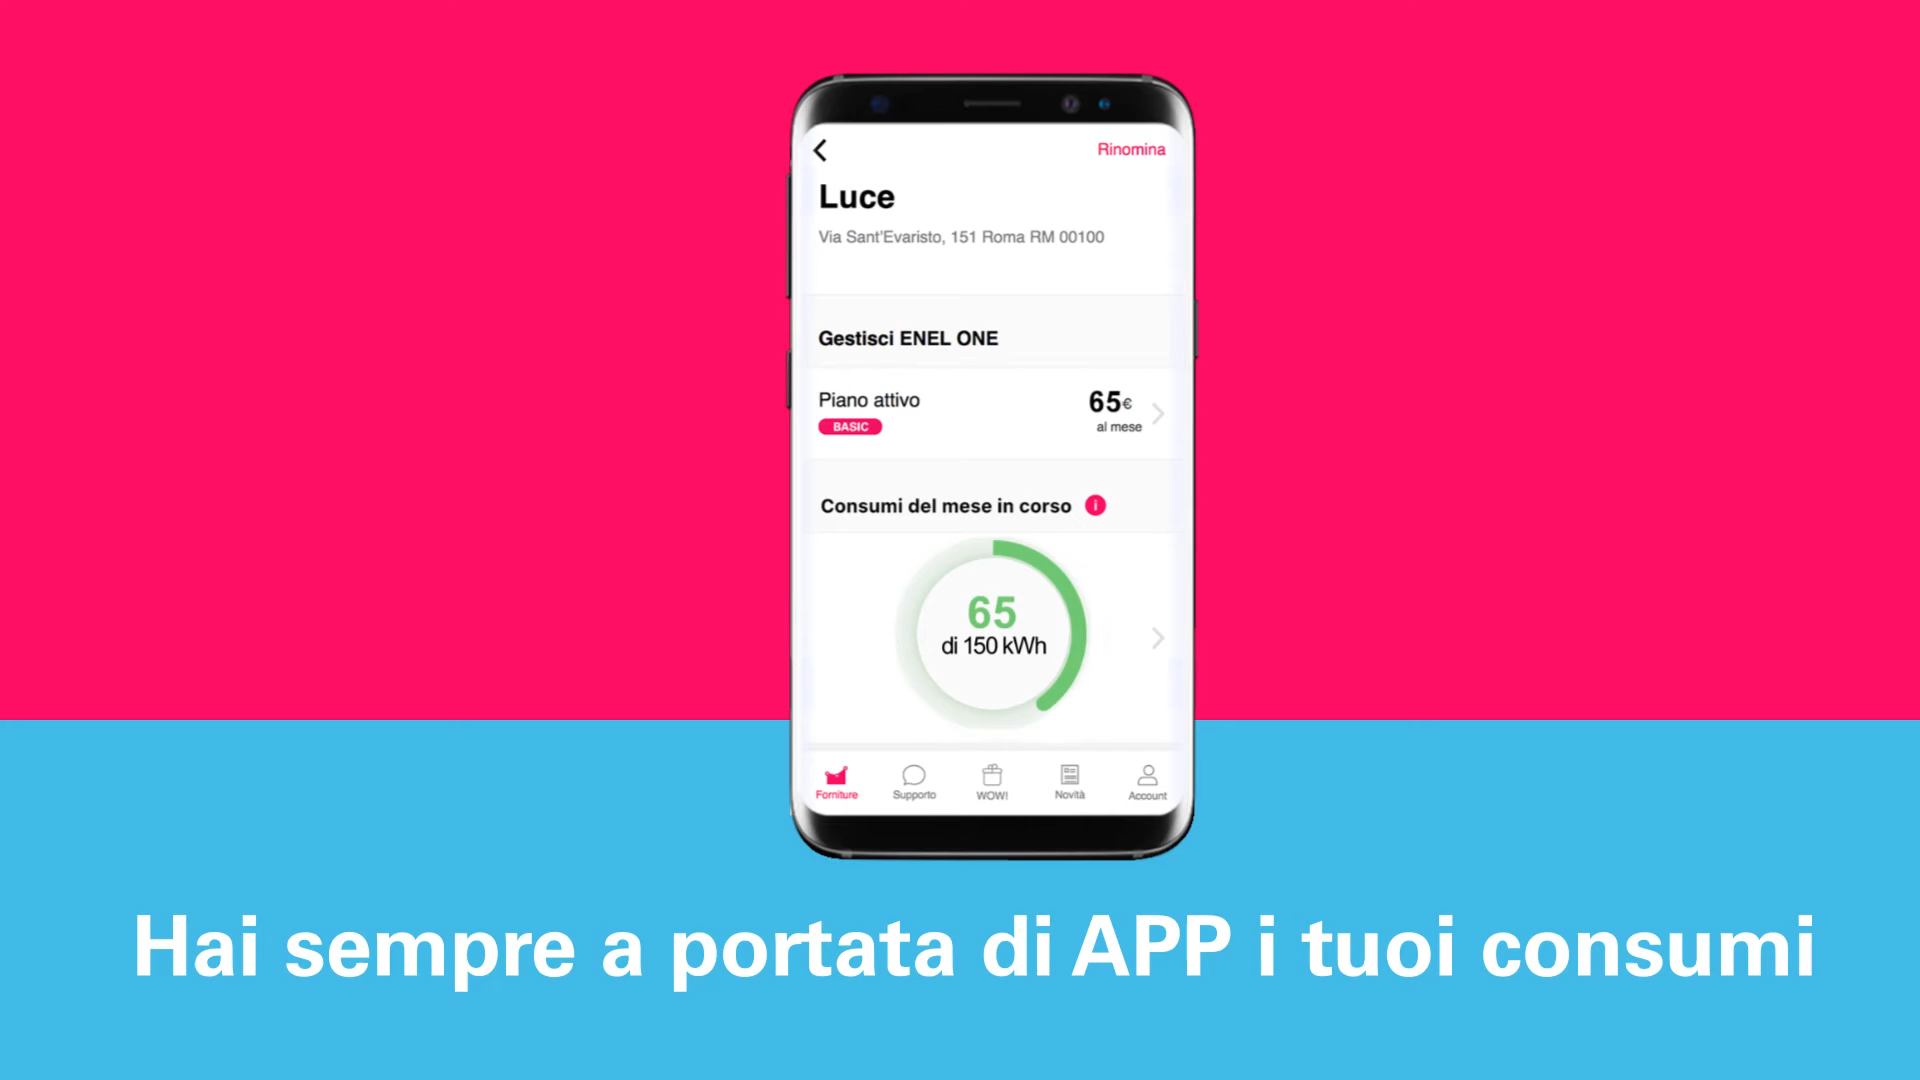 Rinomina
Luce
Via Sant'Evaristo, 151 Roma RM 00100
Gestisci ENEL ONE
Piano attivo
65€
BASIC
al mese
Consumi del mese in corso i
65
di 150 kWh
Forniture Supporto WOW! Novità Account
Hai sempre a portata di APP i tuoi consumi